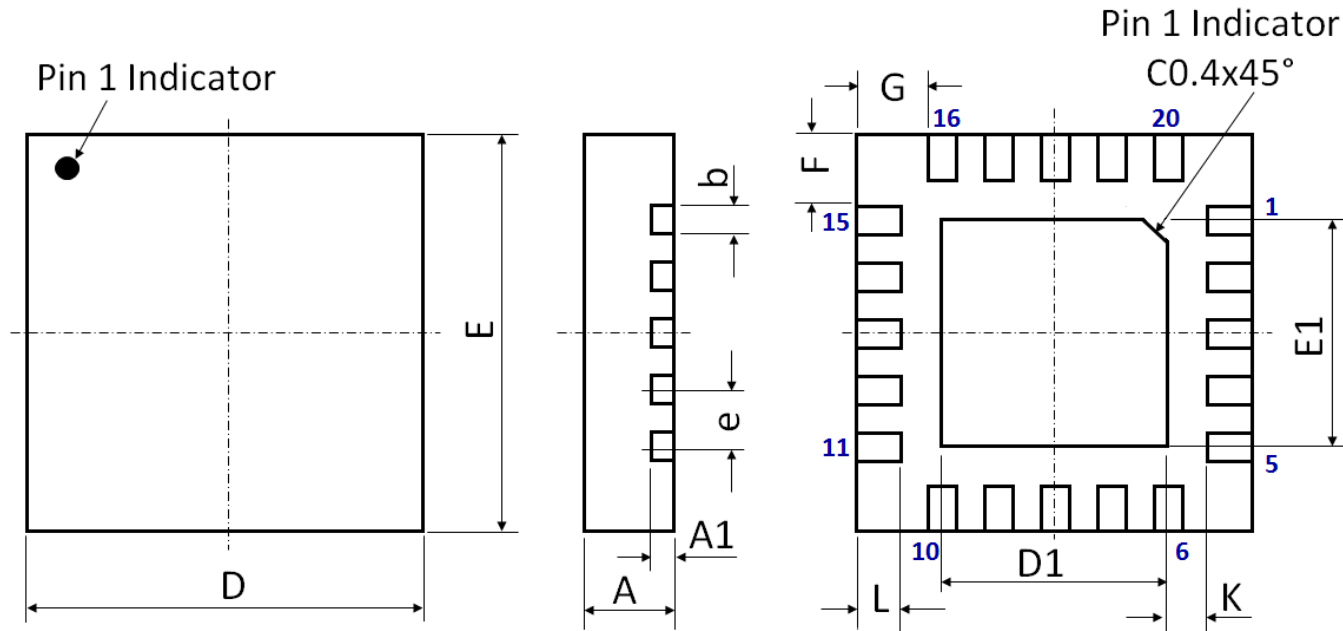 Pin 1 Indicator
D
E
b
e
A1
A
Pin 1 Indicator
C0.4x45°
G
F
16
20
15
1
11
5
10
6
E1
D1
L
K